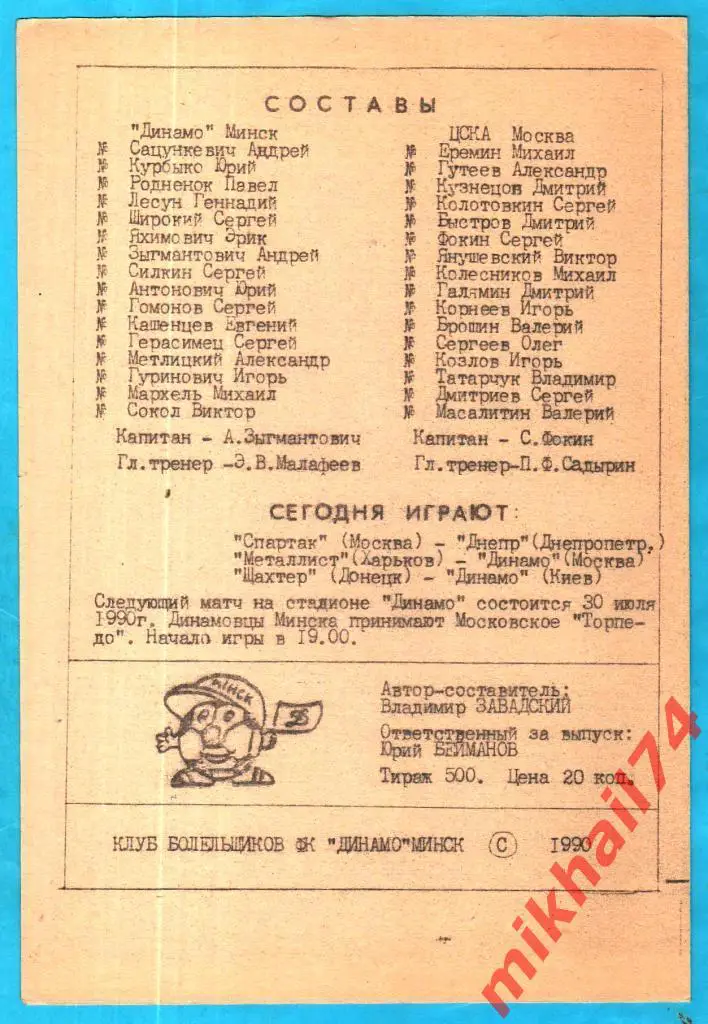 СОСТАВЫ
"Динамо" Минск
№ Сацункевич Андрей
№ Курбыко Юрий
№ Родненок Павел
№ Лесун Геннадий
№ Широкий Сергей
№ Яхимович Эрик
№ Зыгмантович Андрей
№ Силкин Сергей
№ Антонович Юрий
№ Гомонов Сергей
№ Кашенцев Евгений
№ Герасимец Сергей
№ Метлицкий Александр
№ Гуринович Игорь
№ Мархель Михаил
№ Сокол Виктор
Капитан - А.Зыгмантович
Гл.тренер -Э.В.Малафеев
ЦСКА Москва
№ Еремин Михаил
№ Гутеев Александр
№ Кузнецов Дмитрий
№ Колотовкин Сергей
№ Быстров Дмитрий
№ Фокин Сергей
№ Янушевский Виктор
№ Колесников Михаил
№ Галямин Дмитрий
№ Корнеев Игорь
№ Брошин Валерий
№ Сергеев Олег
№ Козлов Игорь
№ Татарчук Владимир
№ Дмитриев Сергей
№ Масалитин Валерий
Капитан - С.Фокин
Гл.тренер-П.Ф.Садырин
СЕГОДНЯ ИГРАЮТ:
"Спартак" (Москва) - "Днепр"(Днепропетр.)
"Металлист"(Харьков) - "Динамо"(Москва)
"Щахтер" (Донецк) - "Динамо" (Киев)
Следующий матч на стадионе "Динамо" состоится 30 июля
1990г. Динамовцы Минска принимают Московское "Торпе-
до". Начало игры в 19.00.
МІНСК
Д
Автор-составитель:
Владимир ЗАВАДСКИЙ
Ответственный за выпуск:
Юрий БЕЙМАНОВ
Тираж 500. Цена 20 коп.
КЛУБ БОЛЕЛЬЩИКОВ ФК "ДИНАМО"МИНСК © 1990
mikhail74